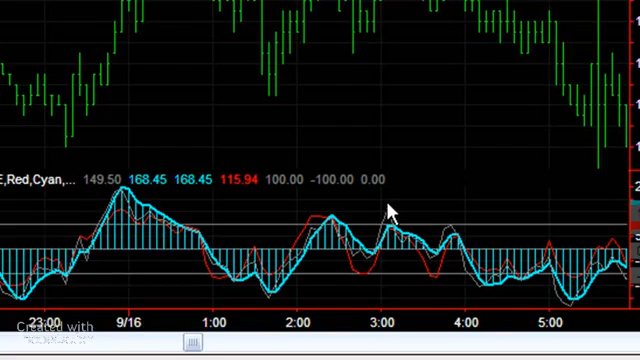 E,Red,Cyan,... 149.50 168.45 168.45 115.94 100.00 -100.00 0.00
23:00 9/16 1:00 2:00 3:00 4:00 5:00
Created with